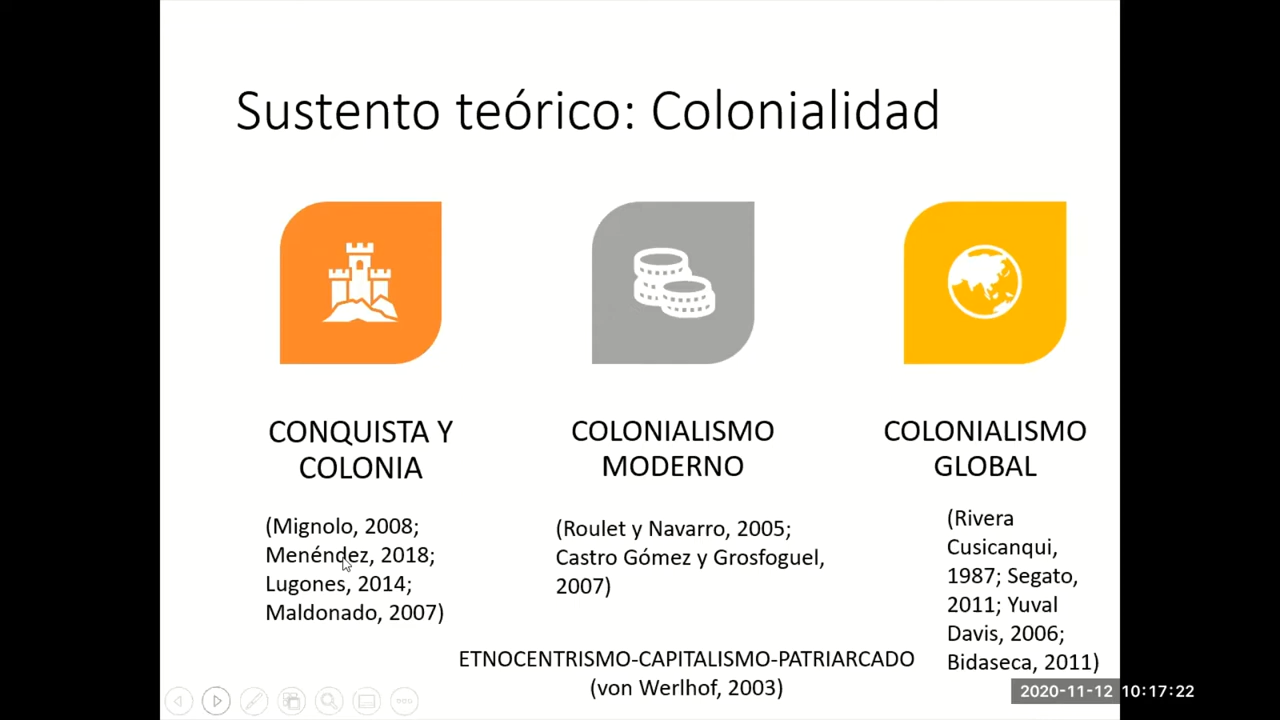 Sustento teórico: Colonialidad
CONQUISTA Y
COLONIA
(Mignolo, 2008;
Menéndez, 2018;
Lugones, 2014;
Maldonado, 2007)
COLONIALISMO
MODERNO
(Roulet y Navarro, 2005;
Castro Gómez y Grosfoguel,
2007)
COLONIALISMO
GLOBAL
(Rivera
Cusicanqui,
1987; Segato,
2011; Yuval
Davis, 2006;
Bidaseca, 2011)
ETNOCENTRISMO-CAPITALISMO-PATRIARCADO
(von Werlhof, 2003)
2020-11-12 10:17:22